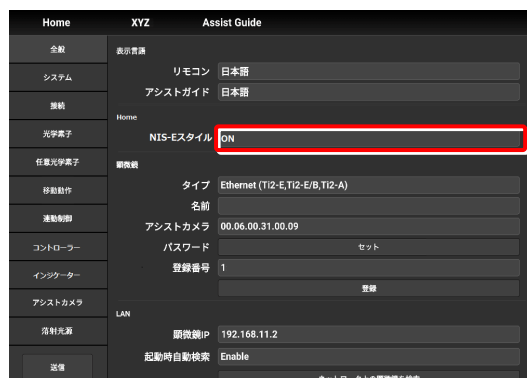 Home XYZ Assist Guide
全般
システム
接続
光学素子
任意光学素子
移動動作
連動制御
コントローラー
インジケーター
アシストカメラ
落射光源
送信
表示言語
リモコン 日本語
アシストガイド 日本語
Home
NIS-Eスタイル ON
顕微鏡
タイプ Ethernet (Ti2-E,Ti2-E/B,Ti2-A)
名前
アシストカメラ 00.06.00.31.00.09
パスワード セット
登録番号 1
登録
LAN
顕微鏡IP 192.168.11.2
起動時自動検索 Enable